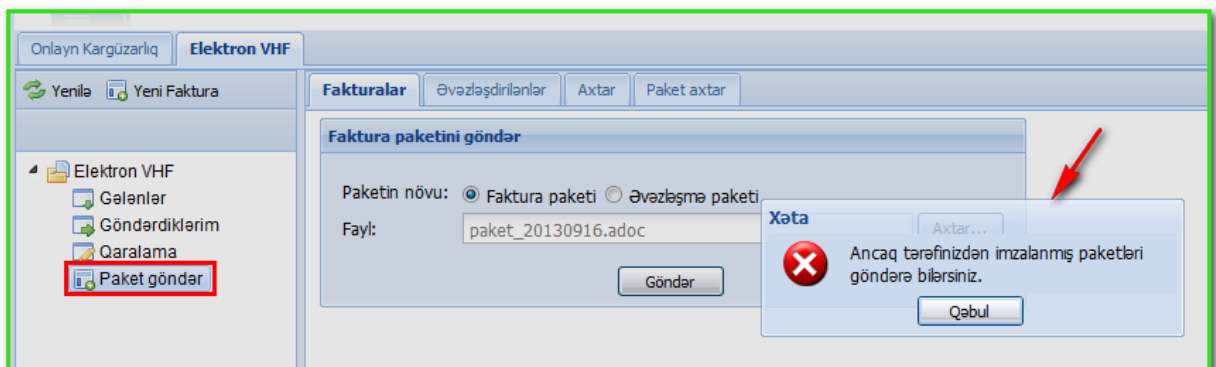 Onlayn Kargüzarlıq Elektron VHF
Yenilə Yeni Faktura
Fakturalar Əvəzləşdirilənlər Axtar Paket axtar
Faktura paketini göndər
Elektron VHF
Gələnlər
Göndərdiklərim
Qaralama
Paket göndər
Paketin növu: Faktura paketi Əvəzləşmə paketi
Fayl: paket_20130916.adoc Axtar...
Göndər
Xəta
Ancaq tərəfinizdən imzalanmış paketləri
göndərə bilərsiniz.
Qəbul